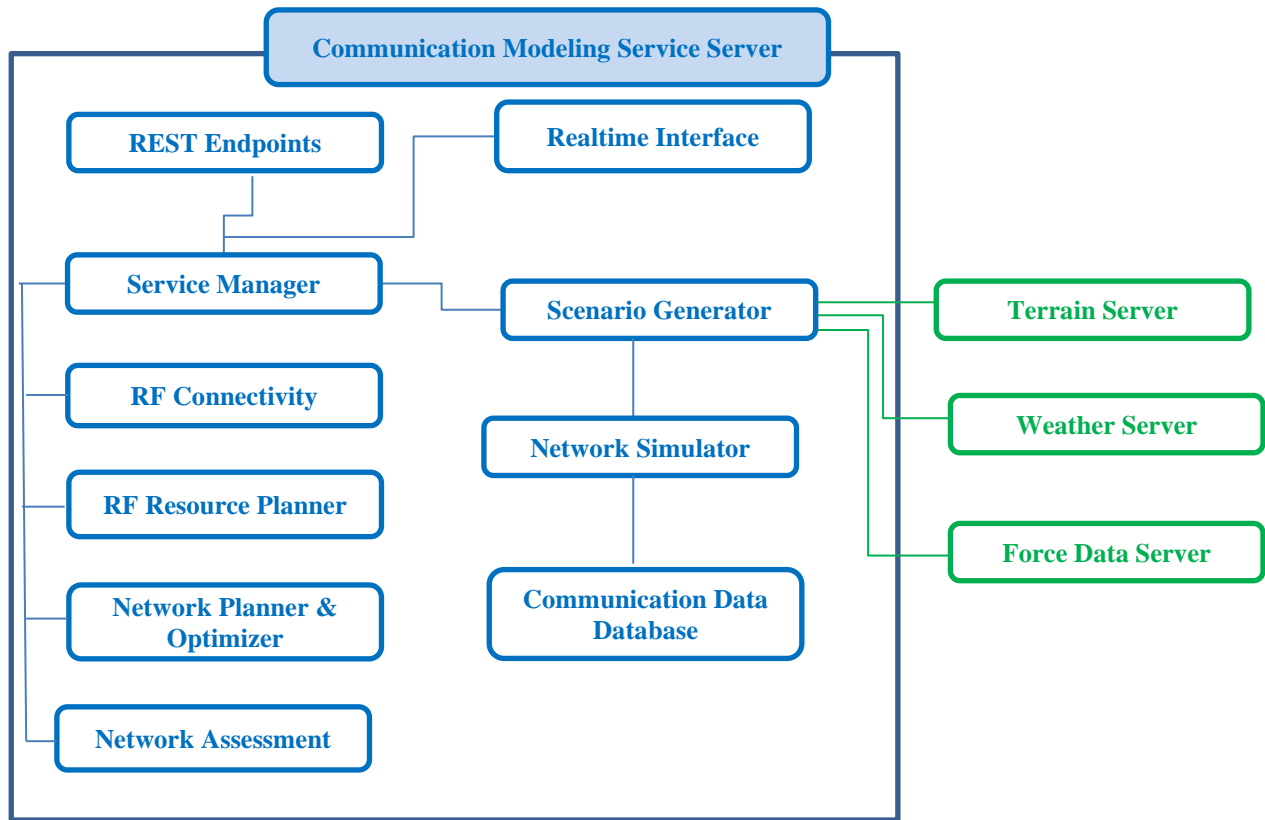 Communication Modeling Service Server
REST Endpoints
Realtime Interface
Service Manager
Scenario Generator
Terrain Server
RF Connectivity
Weather Server
Network Simulator
RF Resource Planner
Force Data Server
Network Planner &
Optimizer
Communication Data
Database
Network Assessment